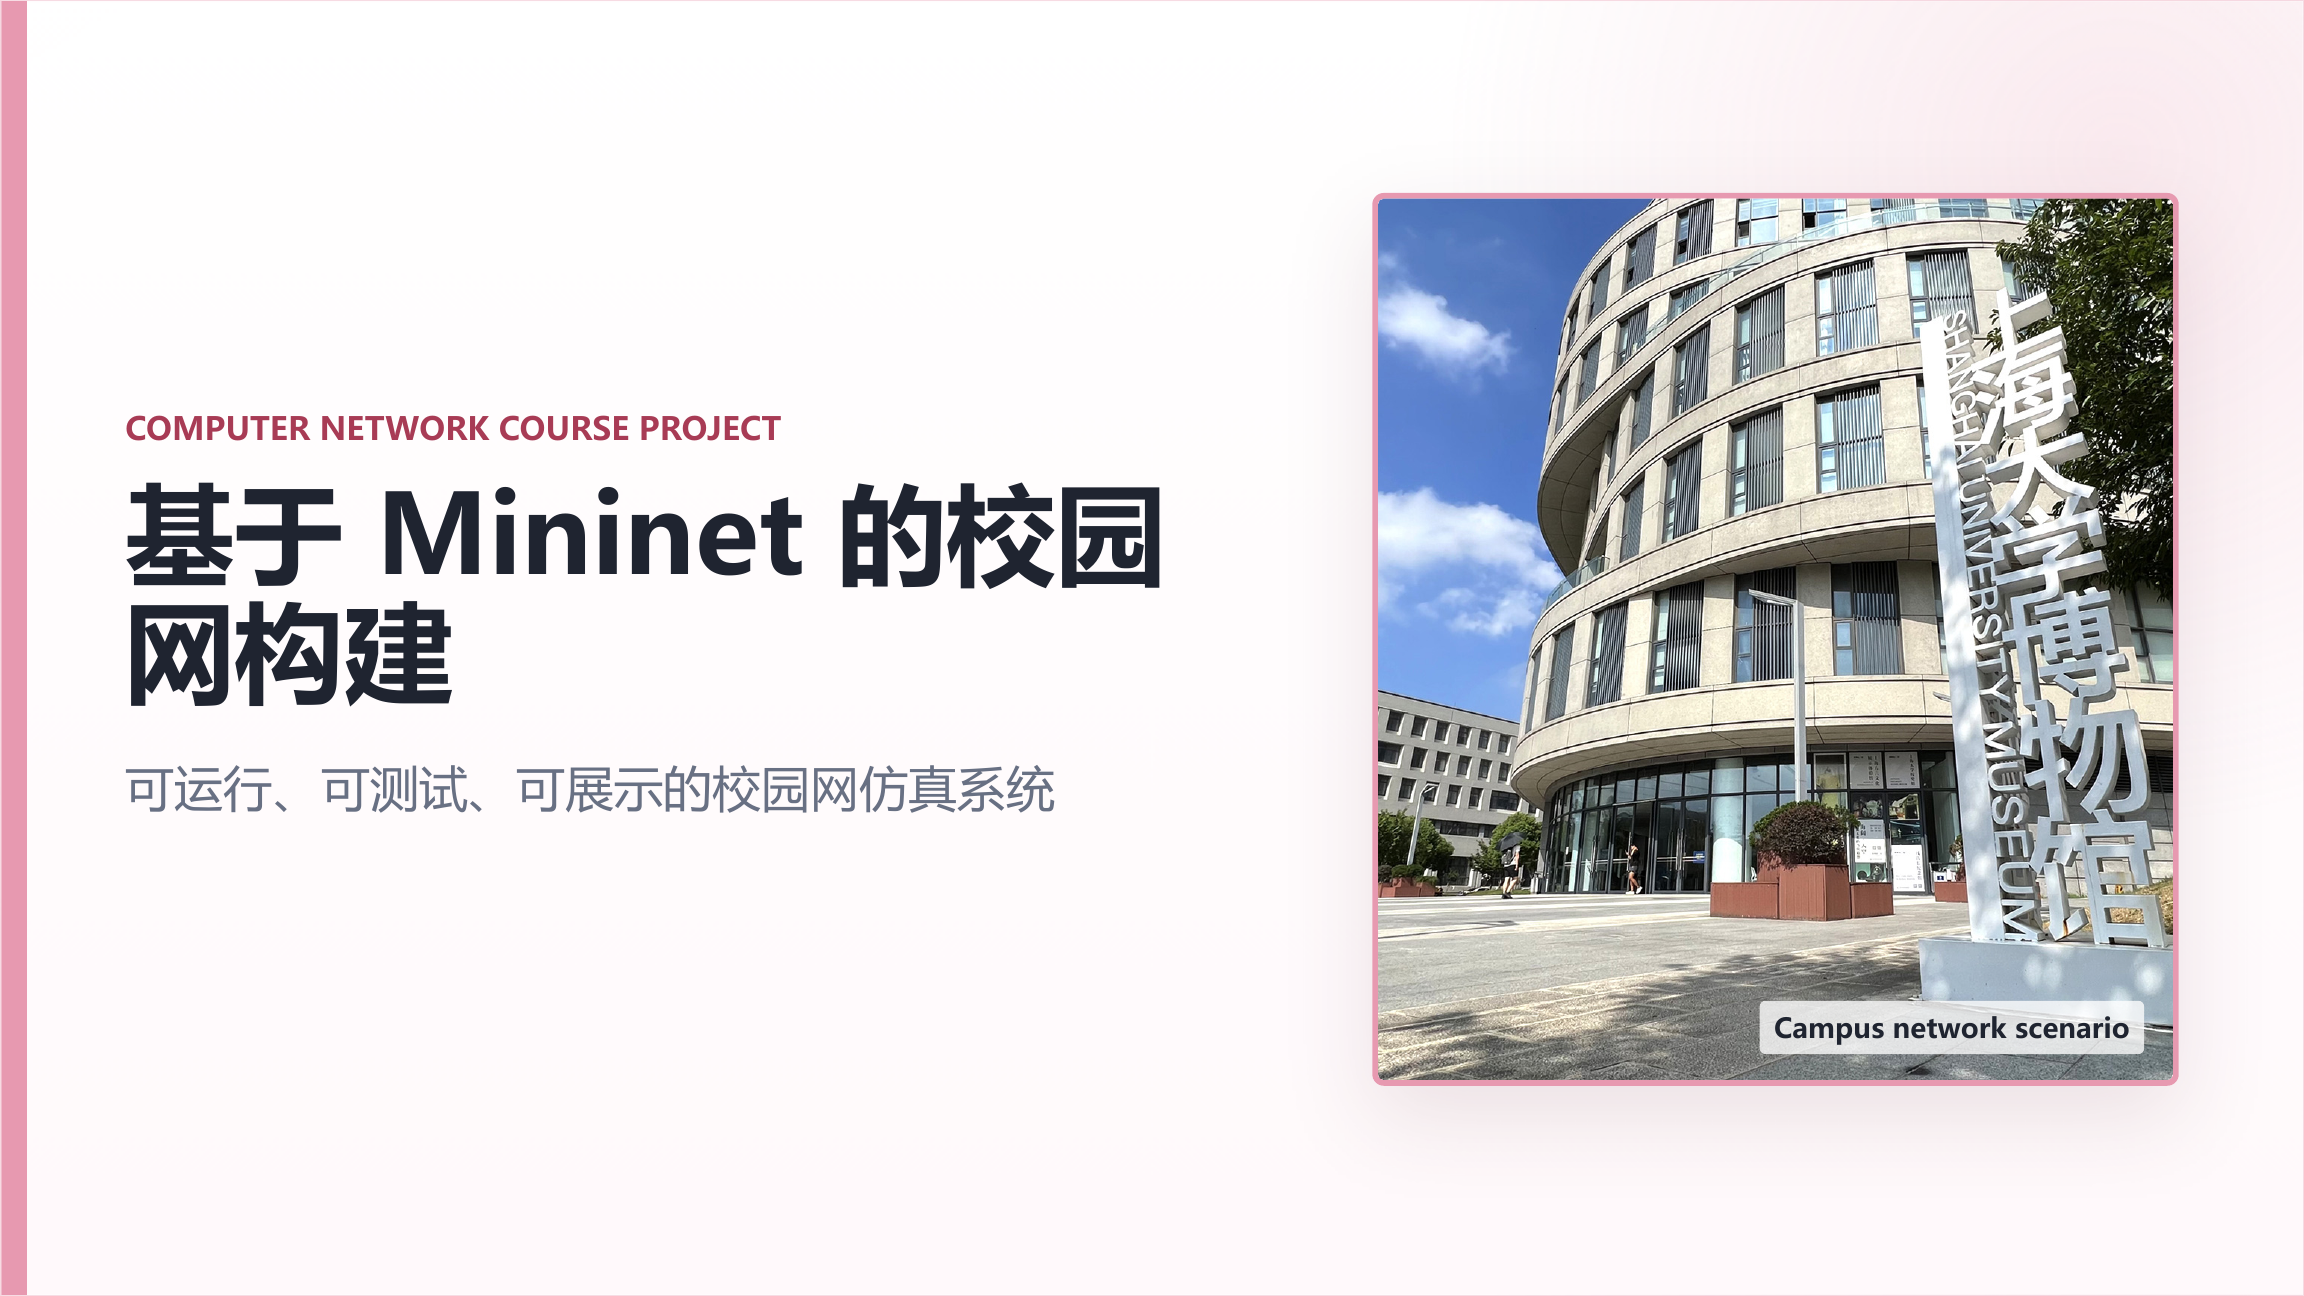 COMPUTER NETWORK COURSE PROJECT
基于 Mininet 的校园
网构建
可运行、可测试、可展示的校园网仿真系统
上海大学博物馆
SHANGHAI UNIVERSITY MUSEUM
Campus network scenario